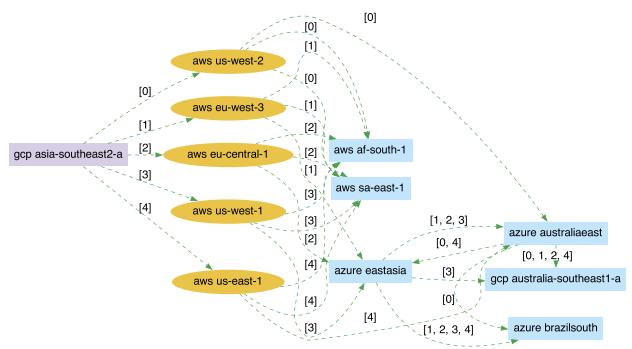 [0]
[0]
[1]
aws us-west-2
[0]
[0]
[1]
aws eu-west-3
[1]
[2]
gcp asia-southeast2-a
[2]
aws eu-central-1
[2]
aws af-south-1
[1]
[3]
aws sa-east-1
[3]
[4]
aws us-west-1
[3]
[2]
[1, 2, 3]
azure australiaeast
[0, 4]
[0, 1, 2, 4]
[4]
azure eastasia
[3]
gcp australia-southeast1-a
aws us-east-1
[4]
[0]
[3]
[4]
[1, 2, 3, 4]
azure brazilsouth